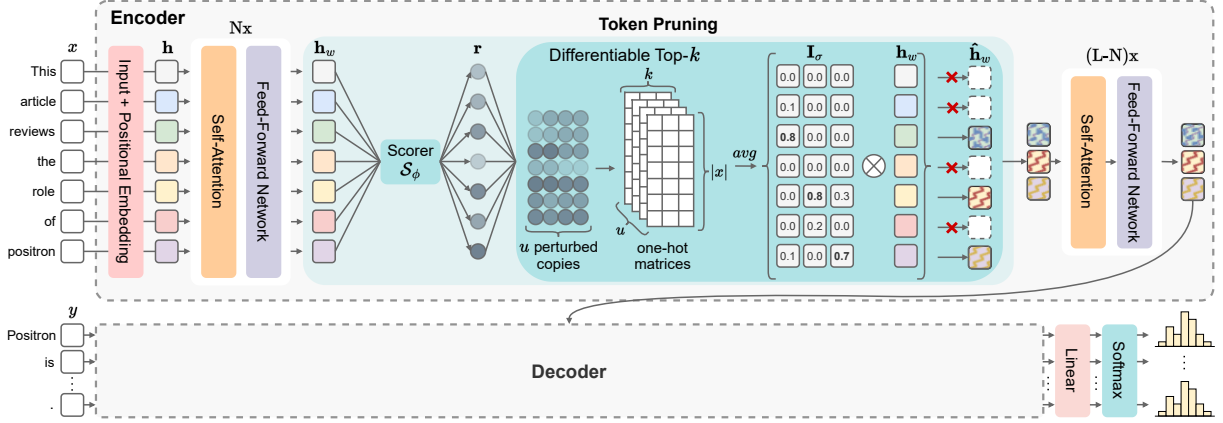 Encoder
Token Pruning
x
h
Nx
h_w
r
Differentiable Top-k
I_σ
h_w
ĥ_w
(L-N)x
This
article
reviews
the
role
of
positron
Input + Positional Embedding
Self-Attention
Feed-Forward Network
Scorer
S_ϕ
u perturbed
copies
k
|x|
u
one-hot
matrices
avg
0.0 0.0 0.0
0.1 0.0 0.0
0.8 0.0 0.0
0.0 0.0 0.0
0.0 0.8 0.3
0.0 0.2 0.0
0.1 0.0 0.7
Self-Attention
Feed-Forward Network
y
Positron
is
.
Decoder
Linear
Softmax